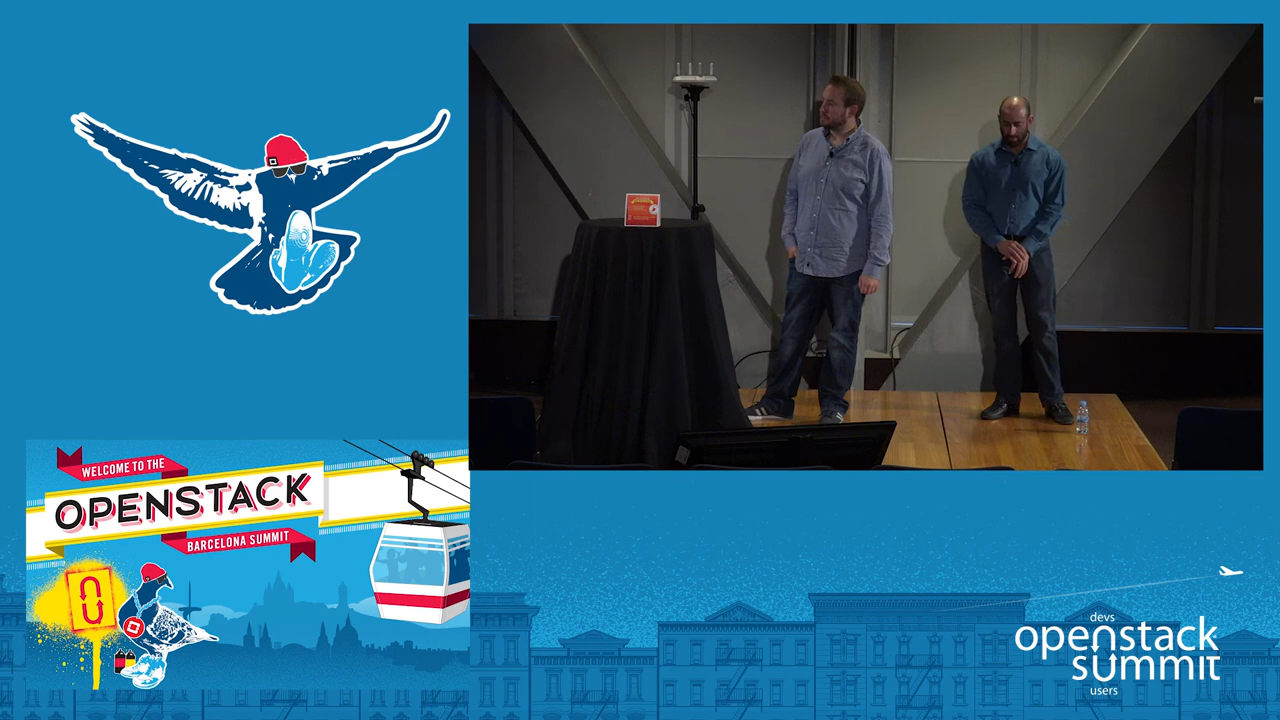 WELCOME TO THE
OPENSTACK
BARCELONA SUMMIT
devs
openstack
summit
users